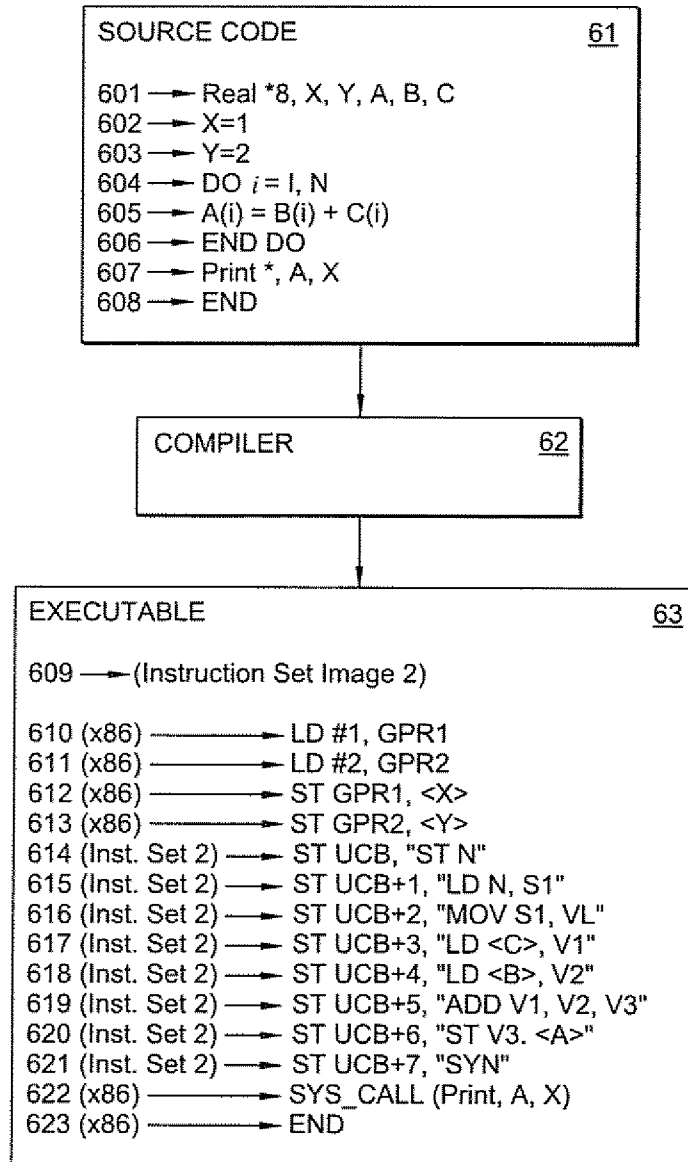 SOURCE CODE 61
601 → Real *8, X, Y, A, B, C
602 → X=1
603 → Y=2
604 → DO i = I, N
605 → A(i) = B(i) + C(i)
606 → END DO
607 → Print *, A, X
608 → END
COMPILER 62
EXECUTABLE 63
609 → (Instruction Set Image 2)
610 (x86) → LD #1, GPR1
611 (x86) → LD #2, GPR2
612 (x86) → ST GPR1, <X>
613 (x86) → ST GPR2, <Y>
614 (Inst. Set 2) → ST UCB, "ST N"
615 (Inst. Set 2) → ST UCB+1, "LD N, S1"
616 (Inst. Set 2) → ST UCB+2, "MOV S1, VL"
617 (Inst. Set 2) → ST UCB+3, "LD <C>, V1"
618 (Inst. Set 2) → ST UCB+4, "LD <B>, V2"
619 (Inst. Set 2) → ST UCB+5, "ADD V1, V2, V3"
620 (Inst. Set 2) → ST UCB+6, "ST V3. <A>"
621 (Inst. Set 2) → ST UCB+7, "SYN"
622 (x86) → SYS_CALL (Print, A, X)
623 (x86) → END